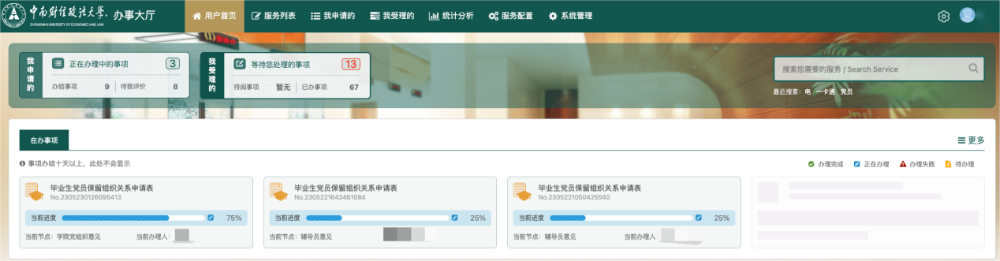 中南财经政法大学. 办事大厅
ZHONGNAN UNIVERSITY OF ECONOMICS AND LAW
用户首页 服务列表 我申请的 我受理的 统计分析 服务配置 系统管理
我申请的
正在办理中的事项 3
办结事项 9 待我评价 8
我受理的
等待您处理的事项 13
待阅事项 暂无 已办事项 67
搜索您需要的服务 / Search Service
最近搜索: 电 一卡通 党员
在办事项
更多
事项办结十天以上，此处不会显示
办理完成 正在办理 办理失败 待办理
毕业生党员保留组织关系申请表
No.2305230126095413
当前进度 75%
当前节点: 学院党组织意见 当前办理人:
毕业生党员保留组织关系申请表
No.2305221643461084
当前进度 25%
当前节点: 辅导员意见
毕业生党员保留组织关系申请表
No.2305221050425540
当前进度 25%
当前节点: 辅导员意见 当前办理人